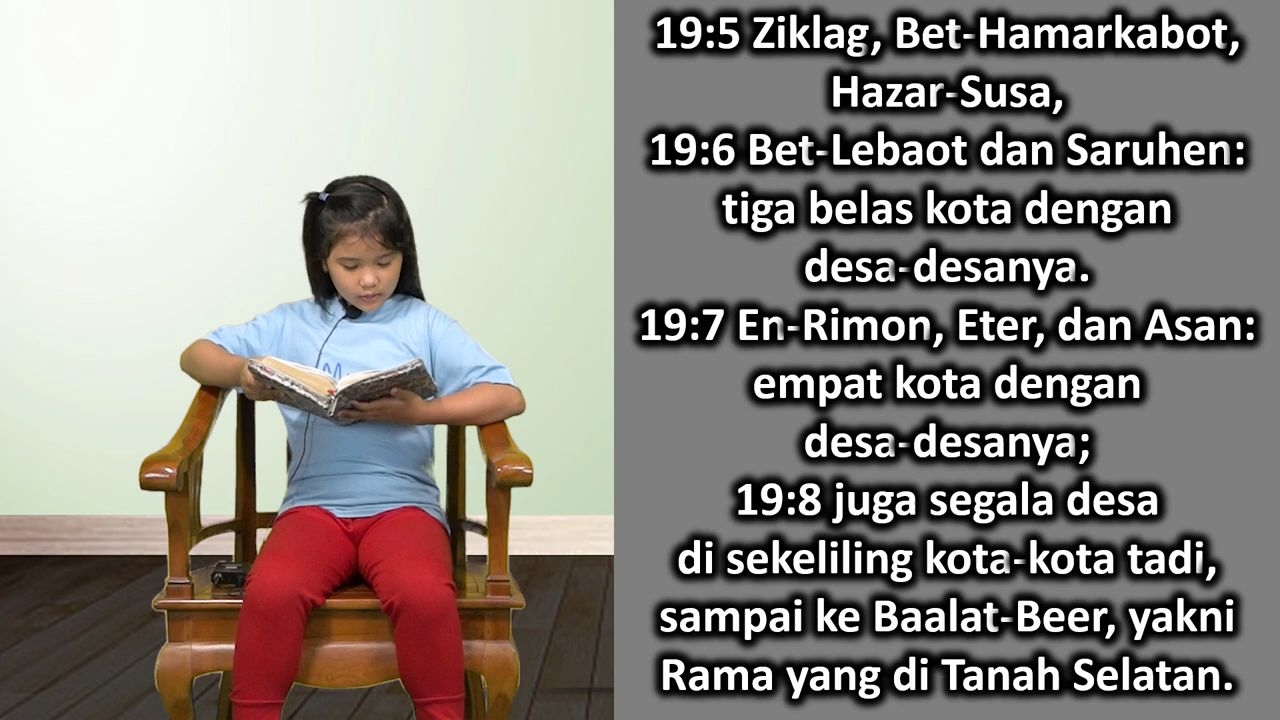 19:5 Ziklag, Bet-Hamarkabot,
Hazar-Susa,
19:6 Bet-Lebaot dan Saruhen:
tiga belas kota dengan
desa-desanya.
19:7 En-Rimon, Eter, dan Asan:
empat kota dengan
desa-desanya;
19:8 juga segala desa
di sekeliling kota-kota tadi,
sampai ke Baalat-Beer, yakni
Rama yang di Tanah Selatan.